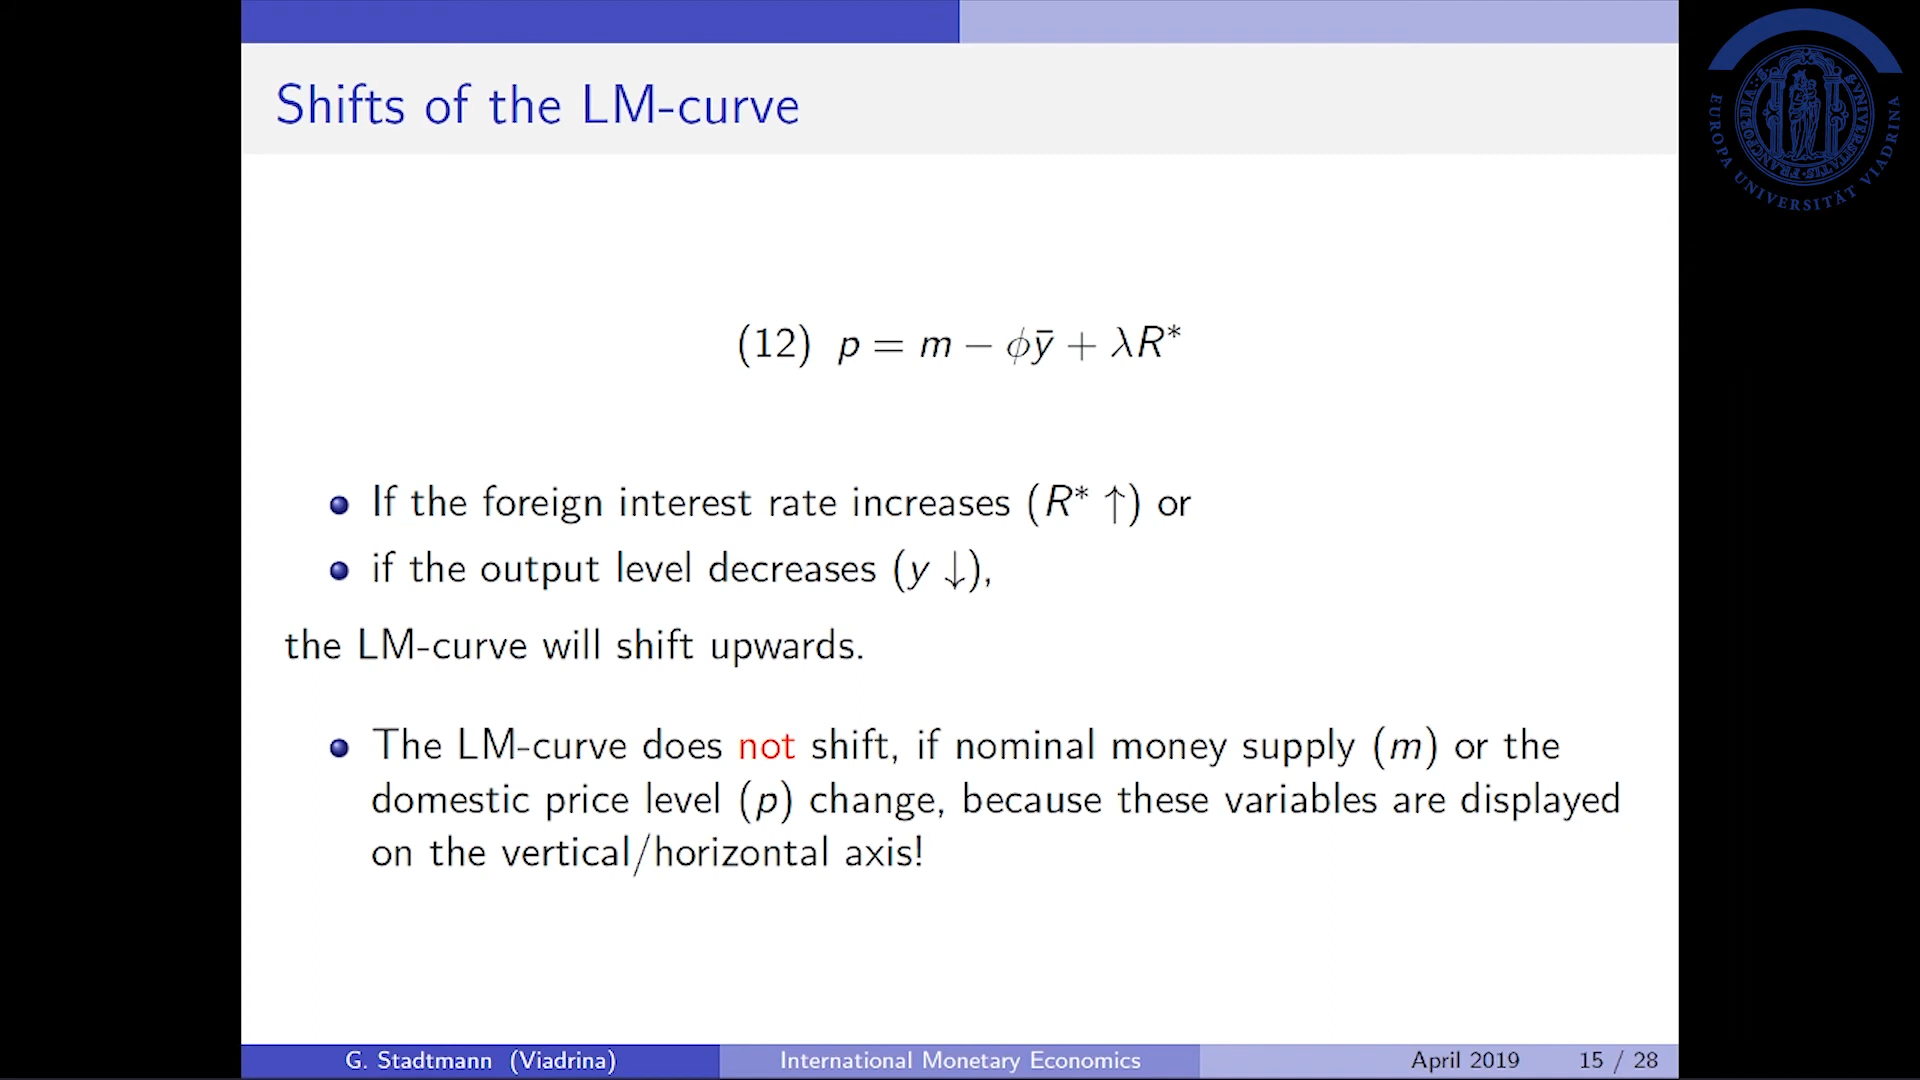 Shifts of the LM-curve
(12) p = m − ϕȳ + λR*
If the foreign interest rate increases (R* ↑) or
if the output level decreases (y ↓),
the LM-curve will shift upwards.
The LM-curve does not shift, if nominal money supply (m) or the
domestic price level (p) change, because these variables are displayed
on the vertical/horizontal axis!
G. Stadtmann (Viadrina) International Monetary Economics April 2019 15 / 28
EUROPA UNIVERSITÄT VIADRINA